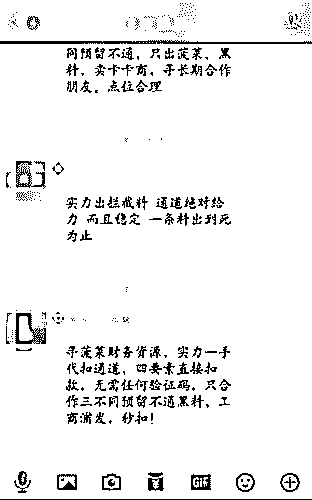 问预留不通，只出菠菜、黑
料，卖卡千商，寻长期合作
朋友。点位合理
实力出拦截料 通道绝对给
力 而且稳定 一条料出到死
为止
寻菠菜财务资源，实力一手
代扣通道，四要素直接扣
款，无需任何验证码，只合
作三不同预留不通黑料，工
商浦发，秒扣！
GIF